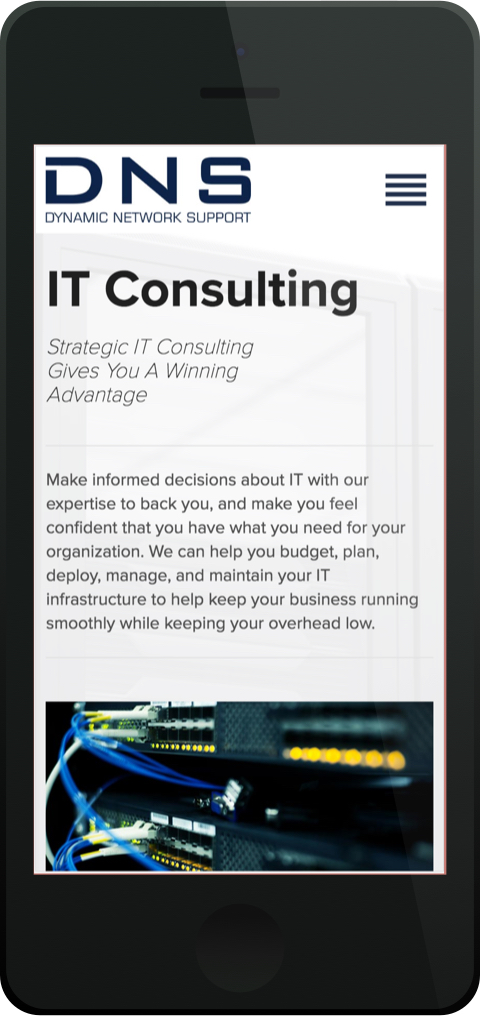 DNS
DYNAMIC NETWORK SUPPORT
IT Consulting
Strategic IT Consulting
Gives You A Winning
Advantage
Make informed decisions about IT with our
expertise to back you, and make you feel
confident that you have what you need for your
organization. We can help you budget, plan,
deploy, manage, and maintain your IT
infrastructure to help keep your business running
smoothly while keeping your overhead low.